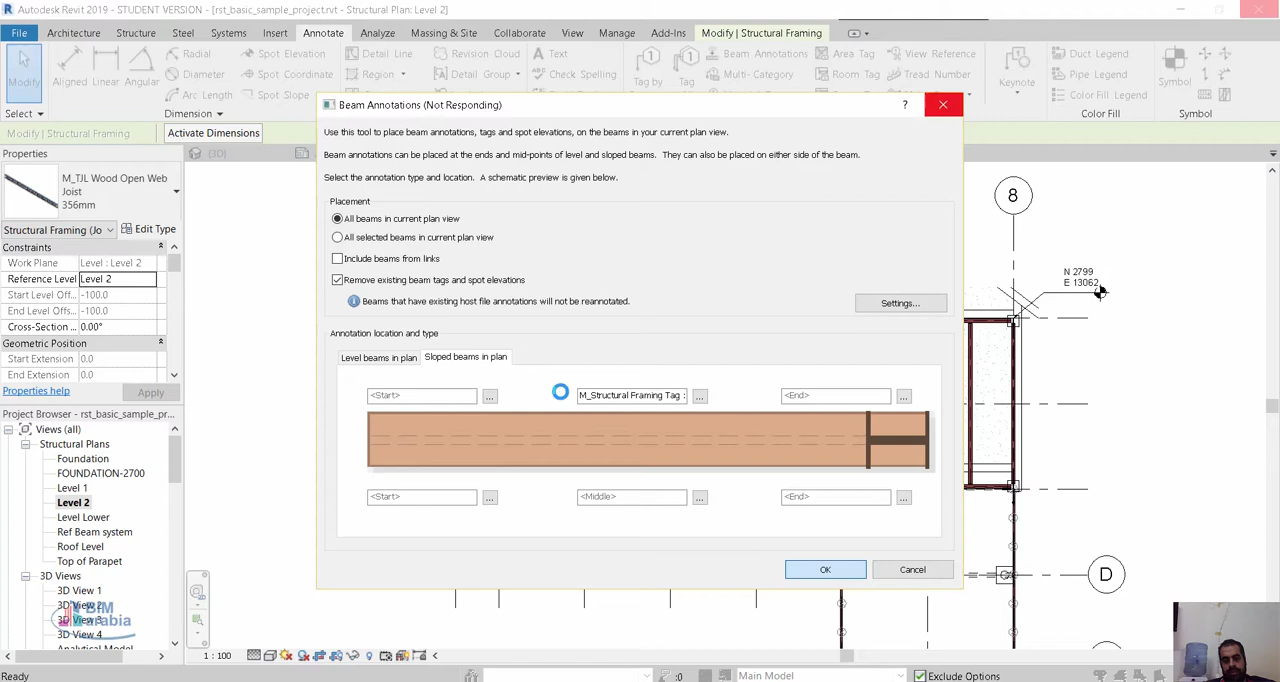 Autodesk Revit 2019 - STUDENT VERSION - [rst_basic_sample_project.rvt - Structural Plan: Level 2]
File Architecture Structure Steel Systems Insert Annotate Analyze Massing & Site Collaborate View Manage Add-Ins Modify | Structural Framing
Radial Spot Elevation Detail Line Revision Cloud Text Beam Annotations Area Tag View Reference Duct Legend
Modify Aligned Linear Angular Diameter Spot Coordinate Region Detail Group Check Spelling Tag by Tag Multi- Category Room Tag Tread Number Keynote Pipe Legend Symbol
Arc Length Spot Slope Color Fill Legend
Select Dimension Color Fill Symbol
Modify | Structural Framing Activate Dimensions
Properties
{3D}
M_TJL Wood Open Web
Joist
356mm
Structural Framing (Jo Edit Type
Constraints
Work Plane Level : Level 2
Reference Level Level 2
Start Level Off... -100.0
End Level Offs... -100.0
Cross-Section ... 0.00°
Geometric Position
Start Extension 0.0
End Extension 0.0
Properties help Apply
Project Browser - rst_basic_sample_p...
Views (all)
Structural Plans
Foundation
FOUNDATION-2700
Level 1
Level 2
Level Lower
Ref Beam system
Roof Level
Top of Parapet
3D Views
3D View 1
3D View 4
BIM
arabia
Beam Annotations (Not Responding)
?
Use this tool to place beam annotations, tags and spot elevations, on the beams in your current plan view.
Beam annotations can be placed at the ends and mid-points of level and sloped beams. They can also be placed on either side of the beam.
Select the annotation type and location. A schematic preview is given below.
Placement
All beams in current plan view
All selected beams in current plan view
Include beams from links
Remove existing beam tags and spot elevations
Beams that have existing host file annotations will not be reannotated.
Settings...
Annotation location and type
Level beams in plan Sloped beams in plan
<Start> ... M_Structural Framing Tag : ... <End> ...
<Start> ... <Middle> ... <End> ...
OK Cancel
8
N 2799
E 13062
D
1 : 100
Ready :0 Main Model Exclude Options